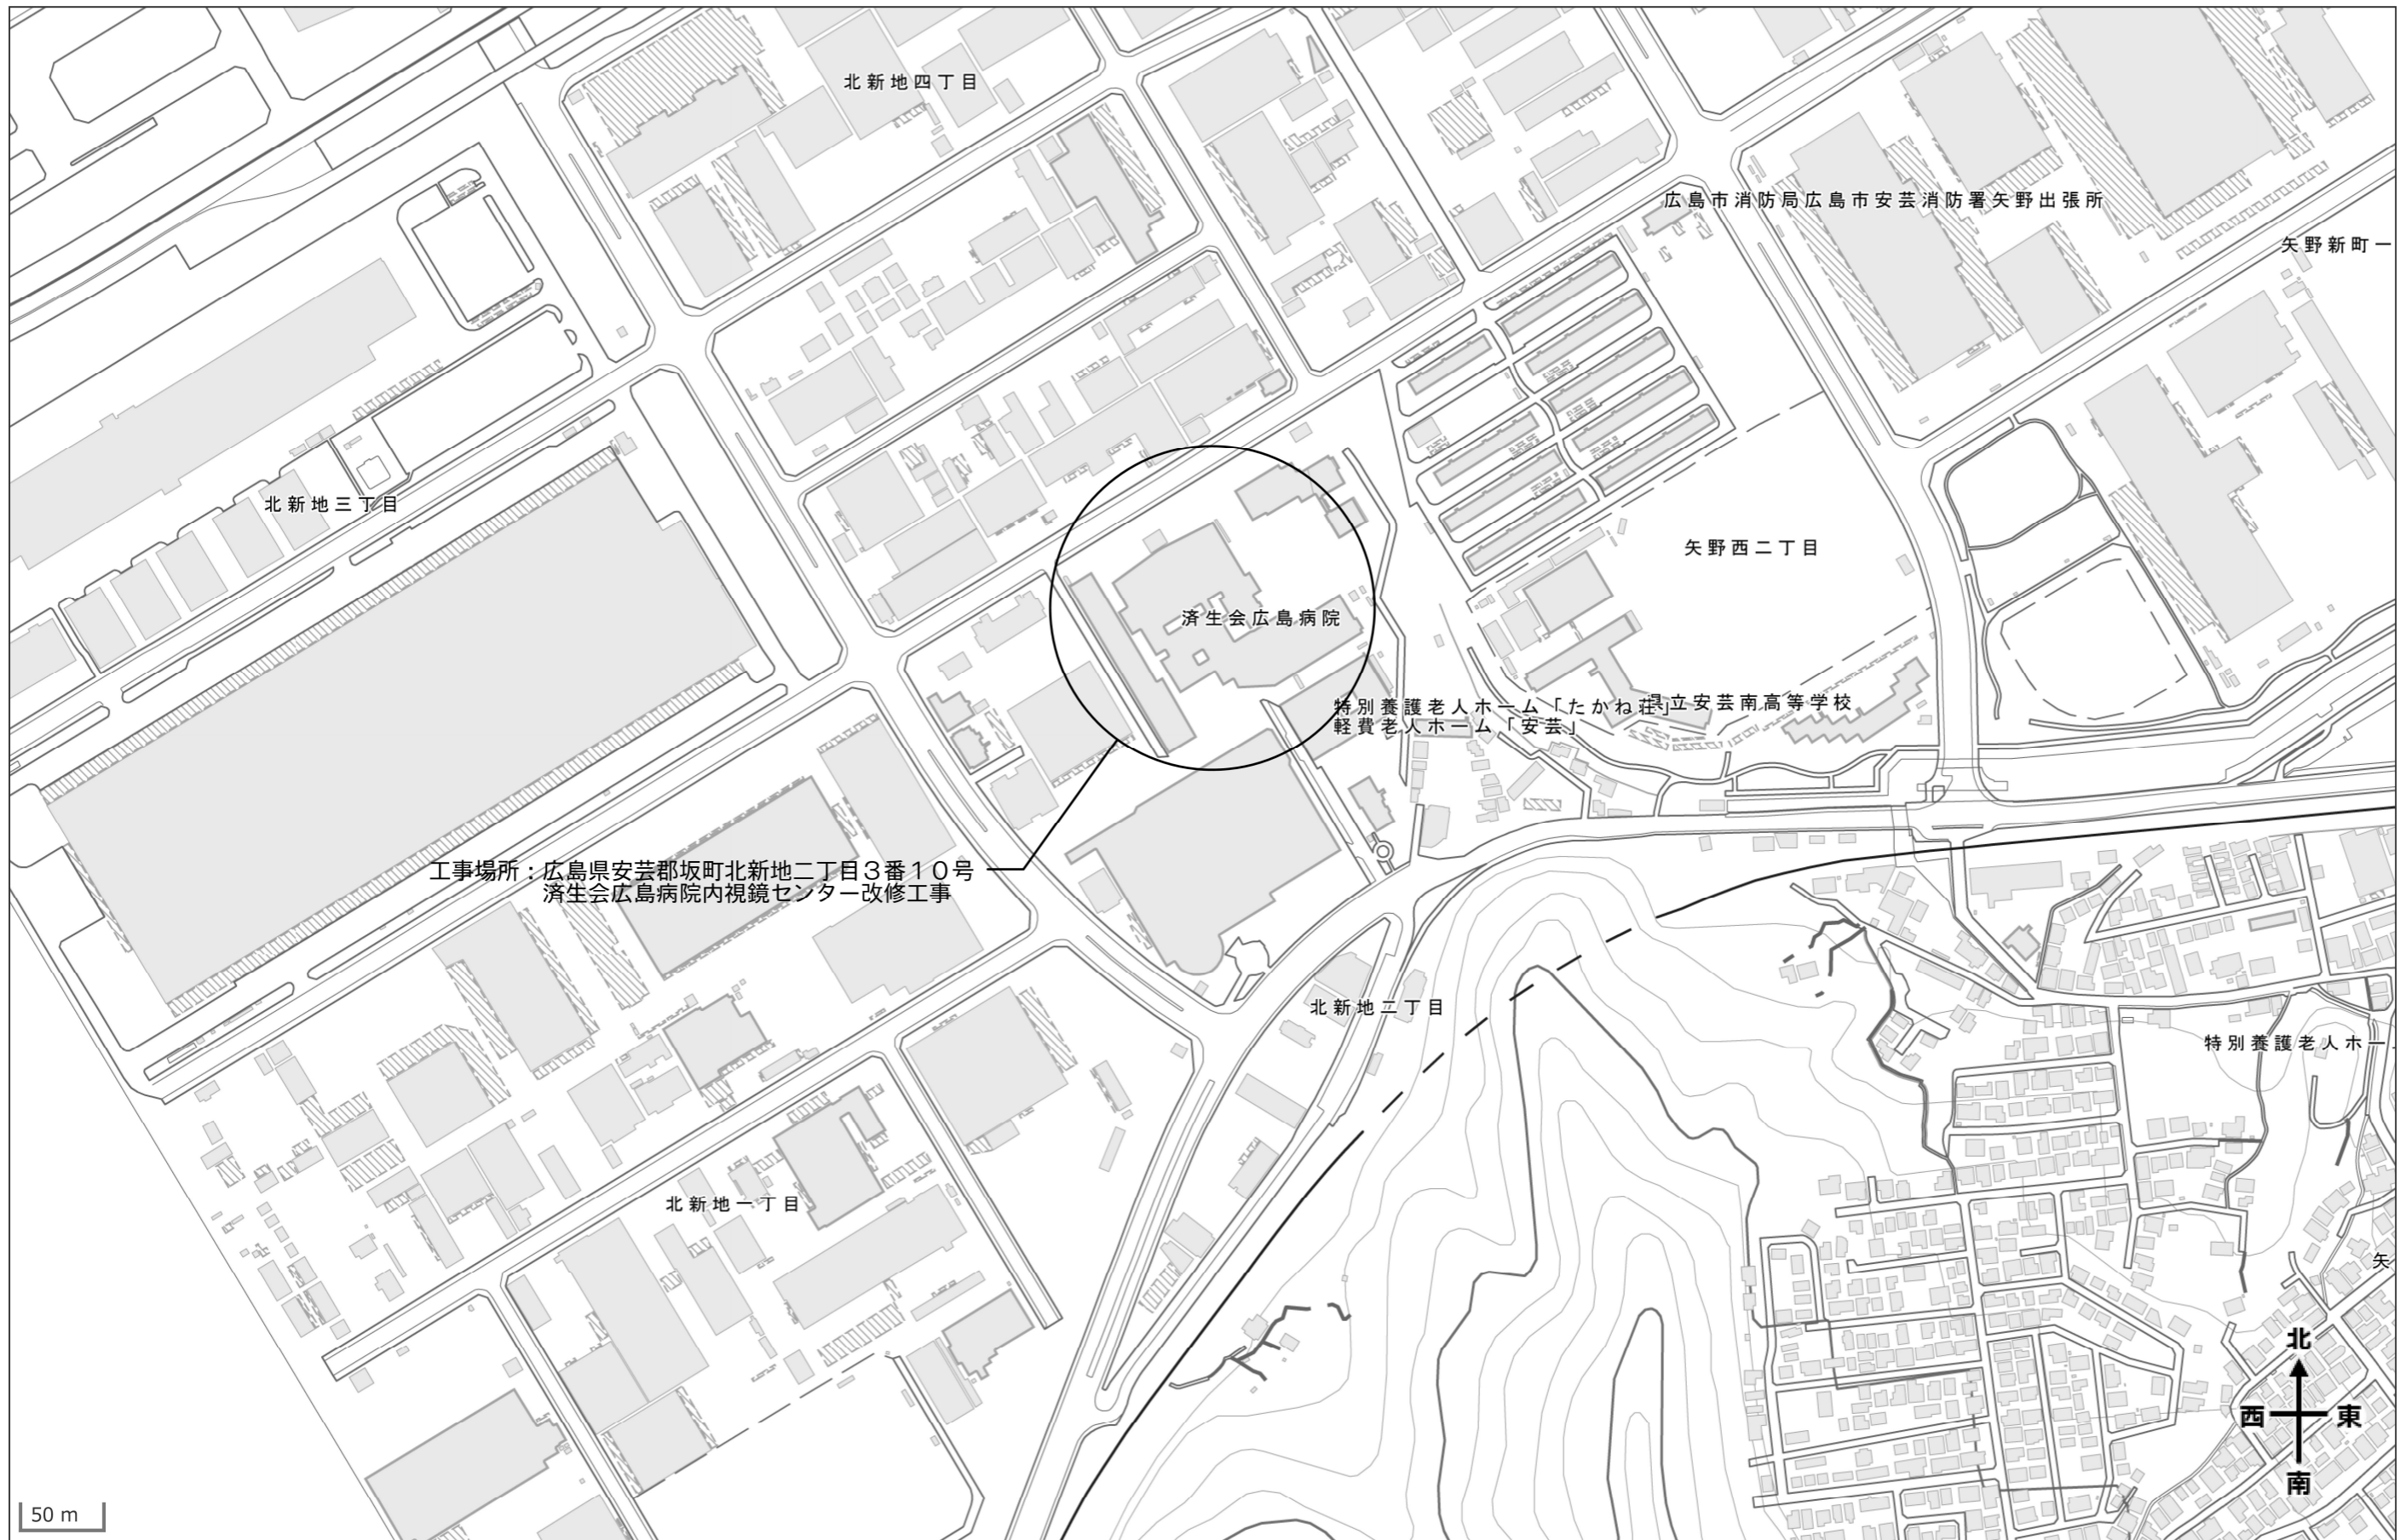 北新地四丁目
広島市消防局広島市安芸消防署矢野出張所
矢野新町一
北新地三丁目
矢野西二丁目
済生会広島病院
特別養護老人ホーム「たかね荘」
県立安芸南高等学校
軽費老人ホーム「安芸」
工事場所：広島県安芸郡坂町北新地二丁目３番１０号
済生会広島病院内視鏡センター改修工事
北新地二丁目
特別養護老人ホー
北新地一丁目
矢
北
西
東
南
50 m